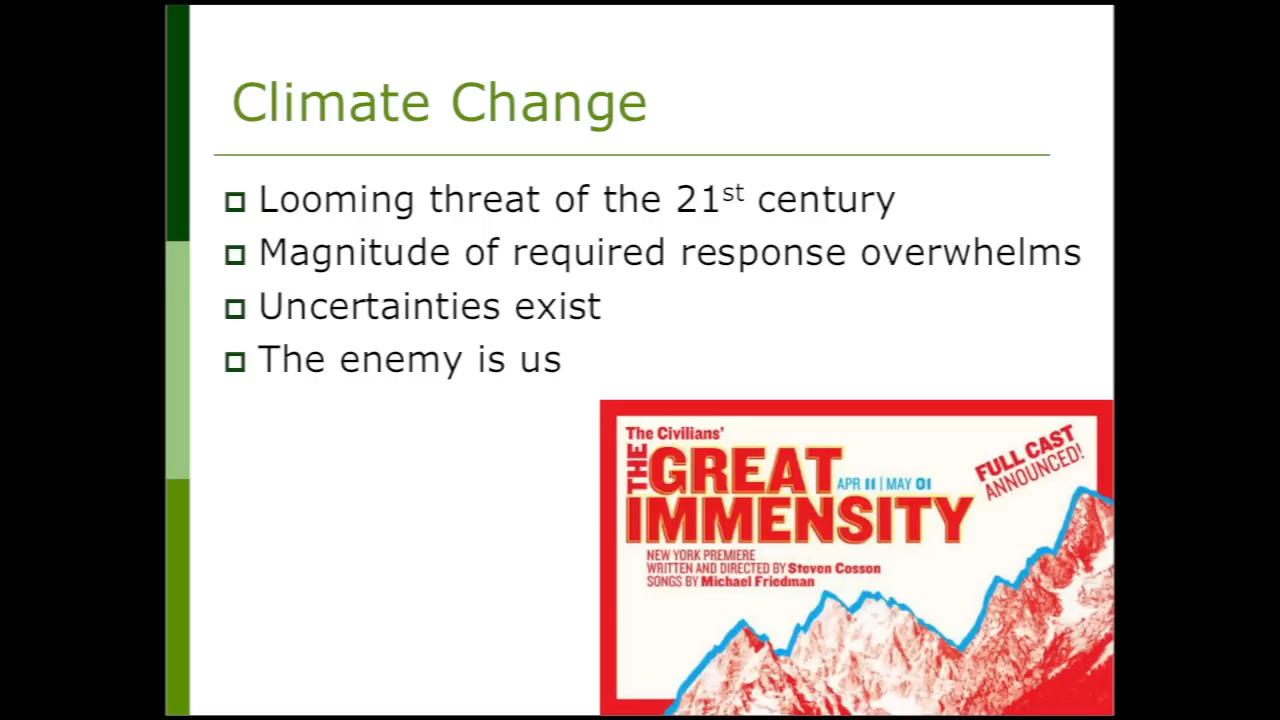 Climate Change
Looming threat of the 21st century
Magnitude of required response overwhelms
Uncertainties exist
The enemy is us
The Civilians'
THE GREAT
APR 11 | MAY 01
IMMENSITY
FULL CAST
ANNOUNCED!
NEW YORK PREMIERE
WRITTEN AND DIRECTED BY Steven Cosson
SONGS BY Michael Friedman